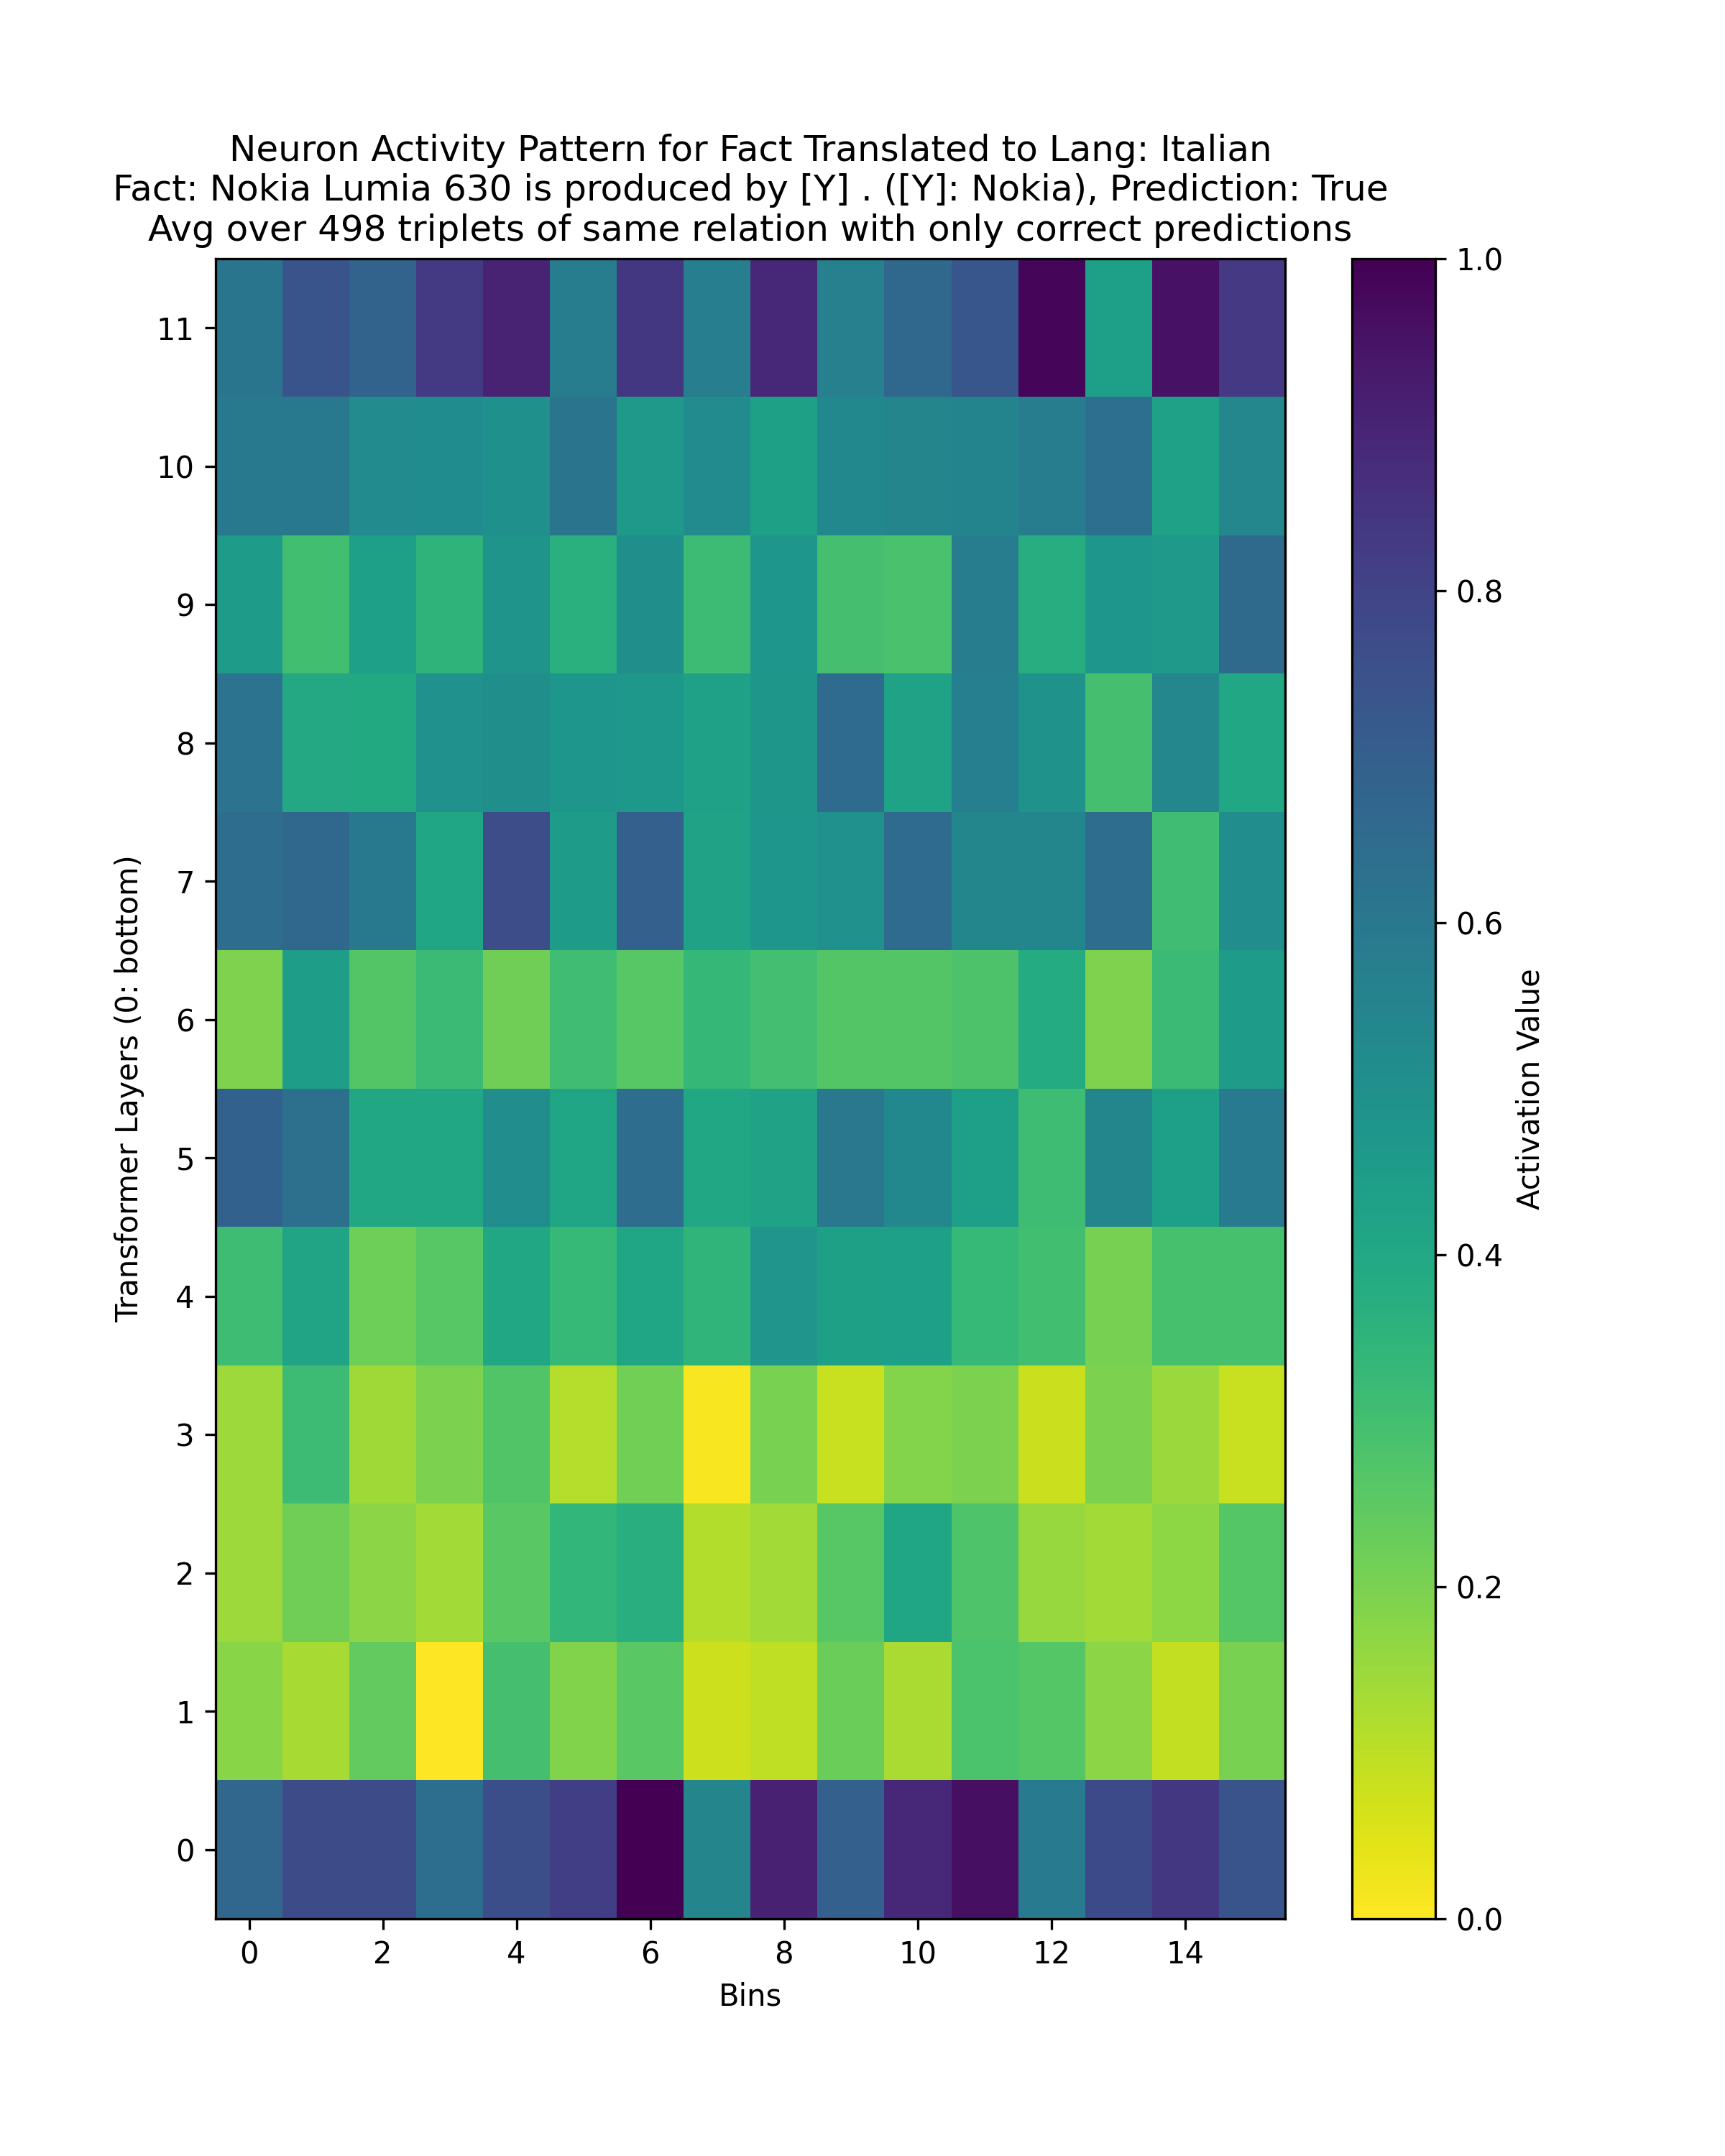 Neuron Activity Pattern for Fact Translated to Lang: Italian
Fact: Nokia Lumia 630 is produced by [Y] . ([Y]: Nokia), Prediction: True
Avg over 498 triplets of same relation with only correct predictions
11
10
9
8
7
6
5
4
3
2
1
0
Transformer Layers (0: bottom)
0 2 4 6 8 10 12 14
Bins
1.0
0.8
0.6
0.4
0.2
0.0
Activation Value